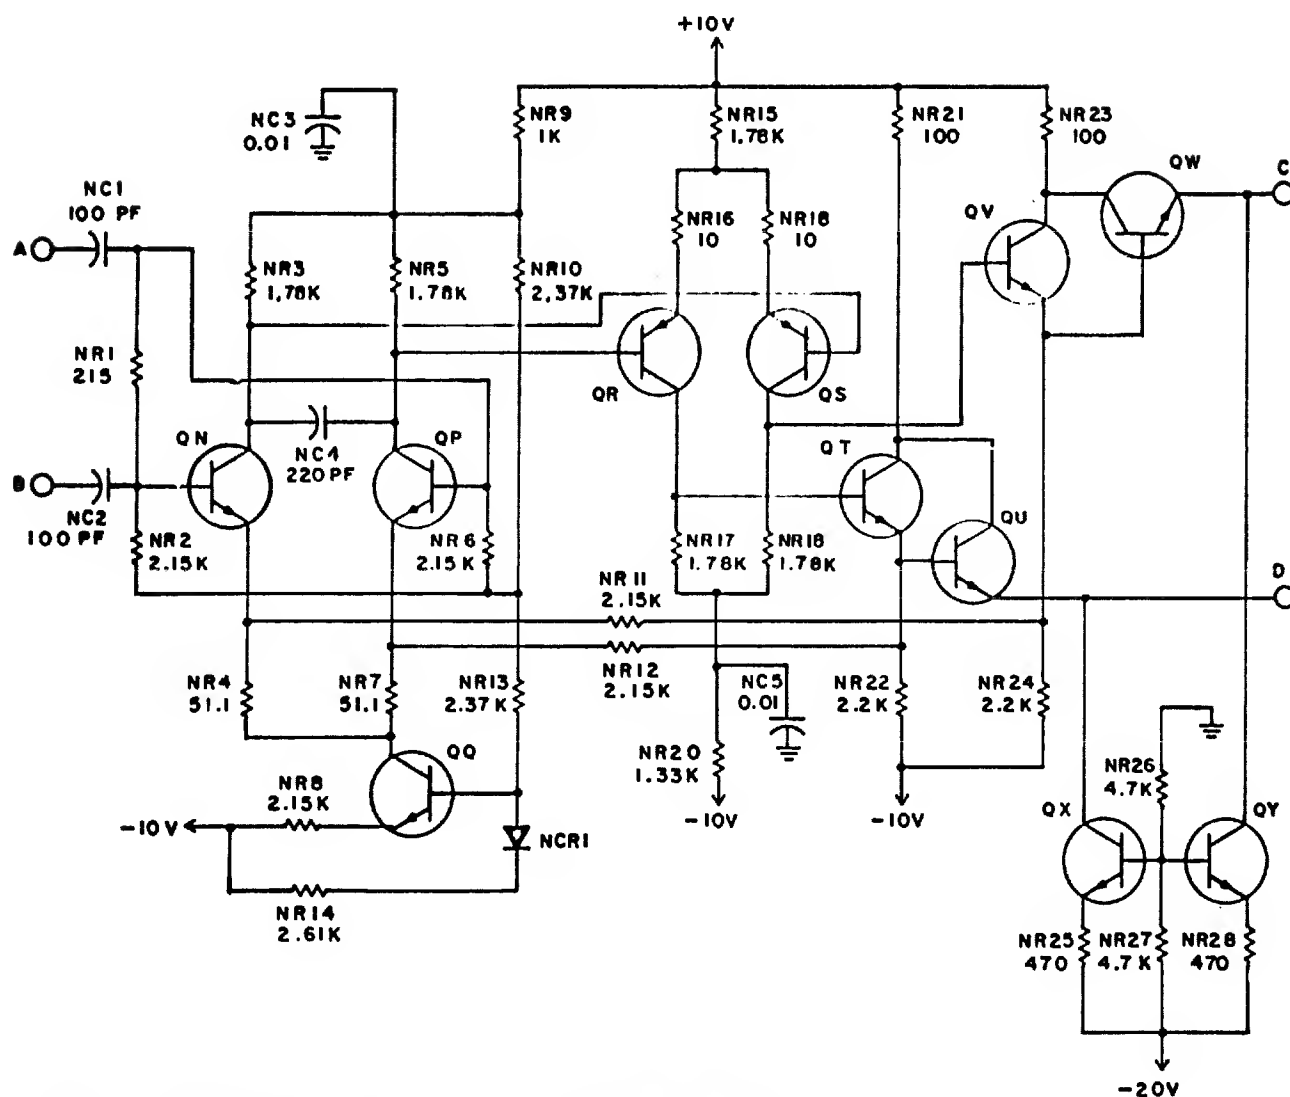 +10V
NC3
0.01
NR9
1K
NR15
1.78K
NR21
100
NR23
100
QW
C
NC1
100 PF
A
NR3
1.78K
NR5
1.78K
NR10
2.37K
NR16
10
NR18
10
QV
NR1
215
QR
QS
QN
NC4
220 PF
QP
QT
B
NC2
100 PF
NR2
2.15K
NR6
2.15K
NR17
1.78K
NR18
1.78K
QU
NR11
2.15K
D
NR12
2.15K
NR4
51.1
NR7
51.1
NR13
2.37K
NC5
0.01
NR22
2.2K
NR24
2.2K
QQ
NR20
1.33K
NR8
2.15K
-10V
NCR1
-10V
-10V
NR26
4.7K
QX
QY
NR14
2.61K
NR25
470
NR27
4.7K
NR28
470
-20V